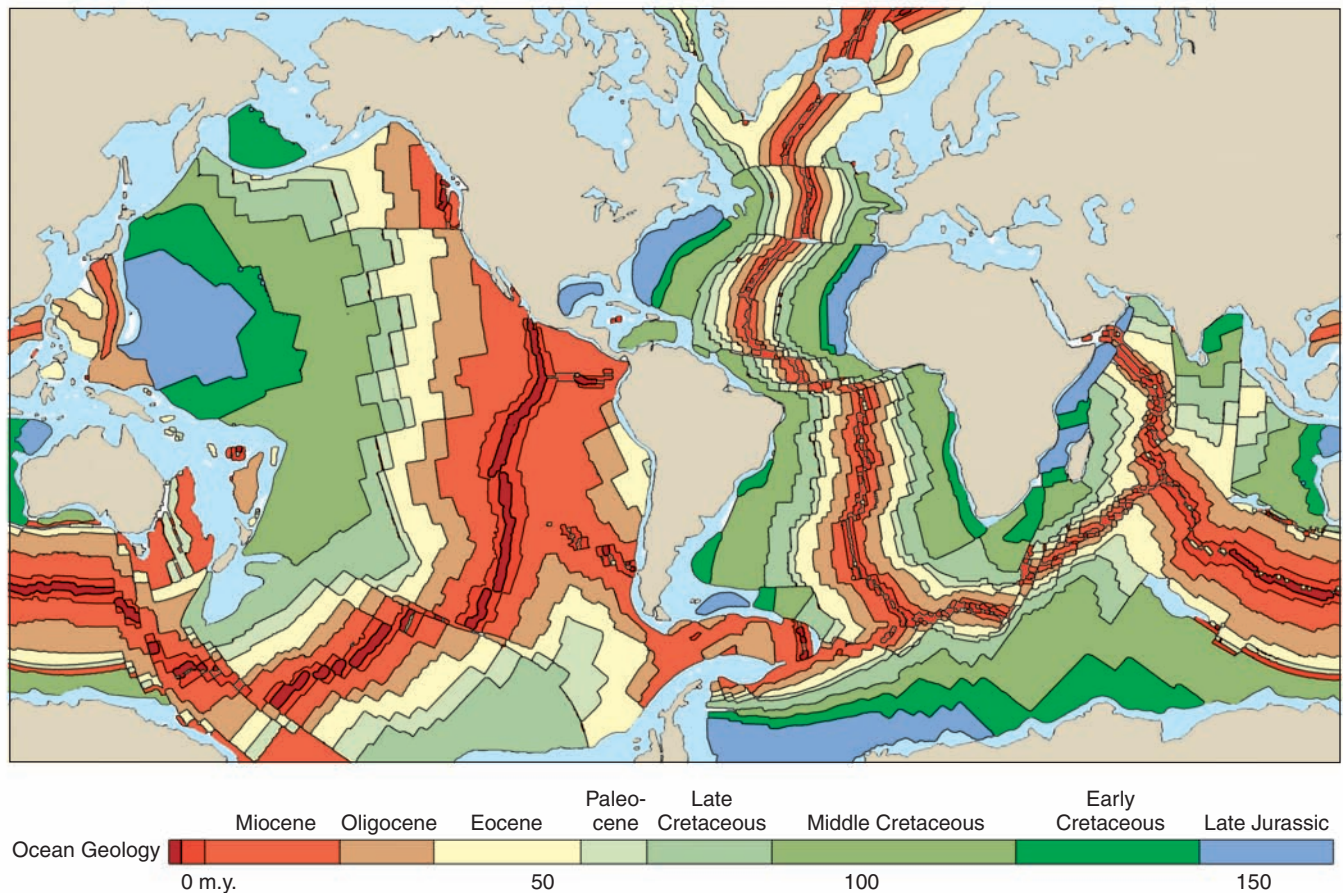 Paleo-
Late
Early
Miocene
Oligocene
Eocene
cene
Cretaceous
Middle Cretaceous
Cretaceous
Late Jurassic
Ocean Geology
0 m.y.
50
100
150